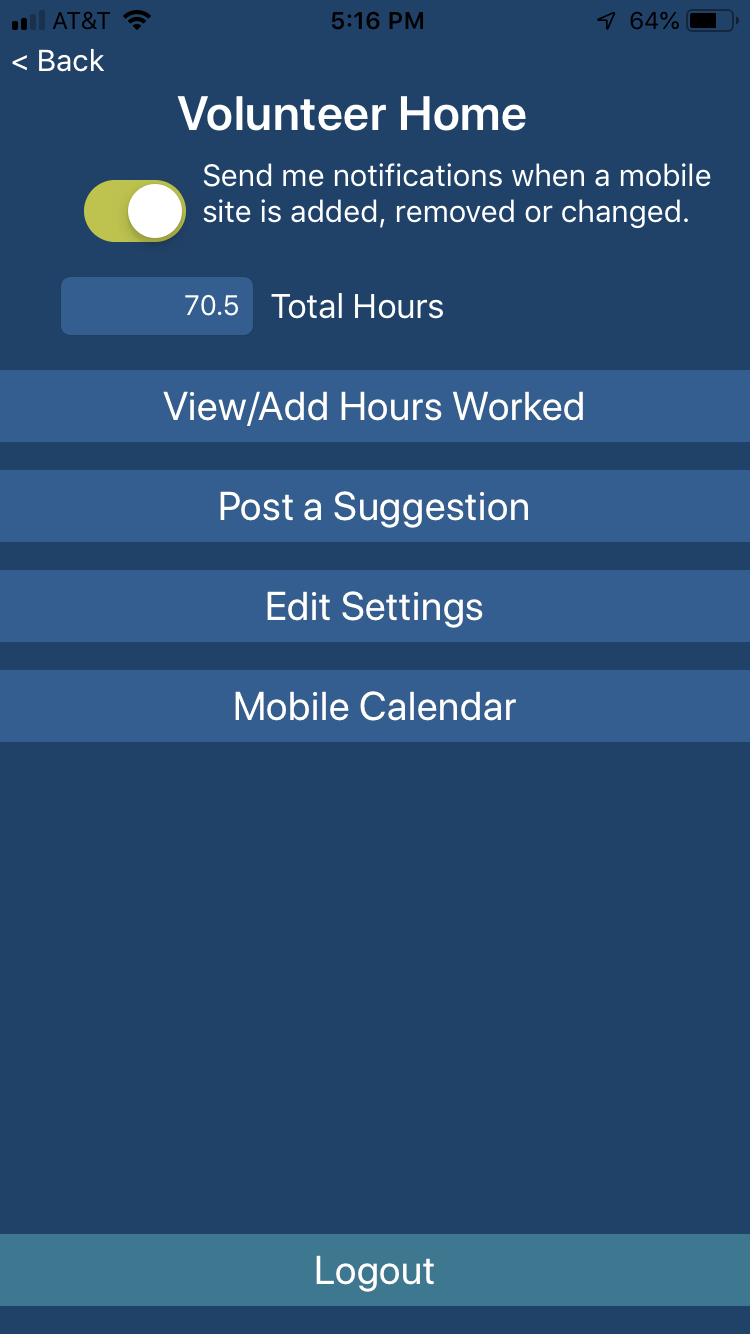 AT&T 5:16 PM 64%
< Back
Volunteer Home
Send me notifications when a mobile
site is added, removed or changed.
70.5 Total Hours
View/Add Hours Worked
Post a Suggestion
Edit Settings
Mobile Calendar
Logout